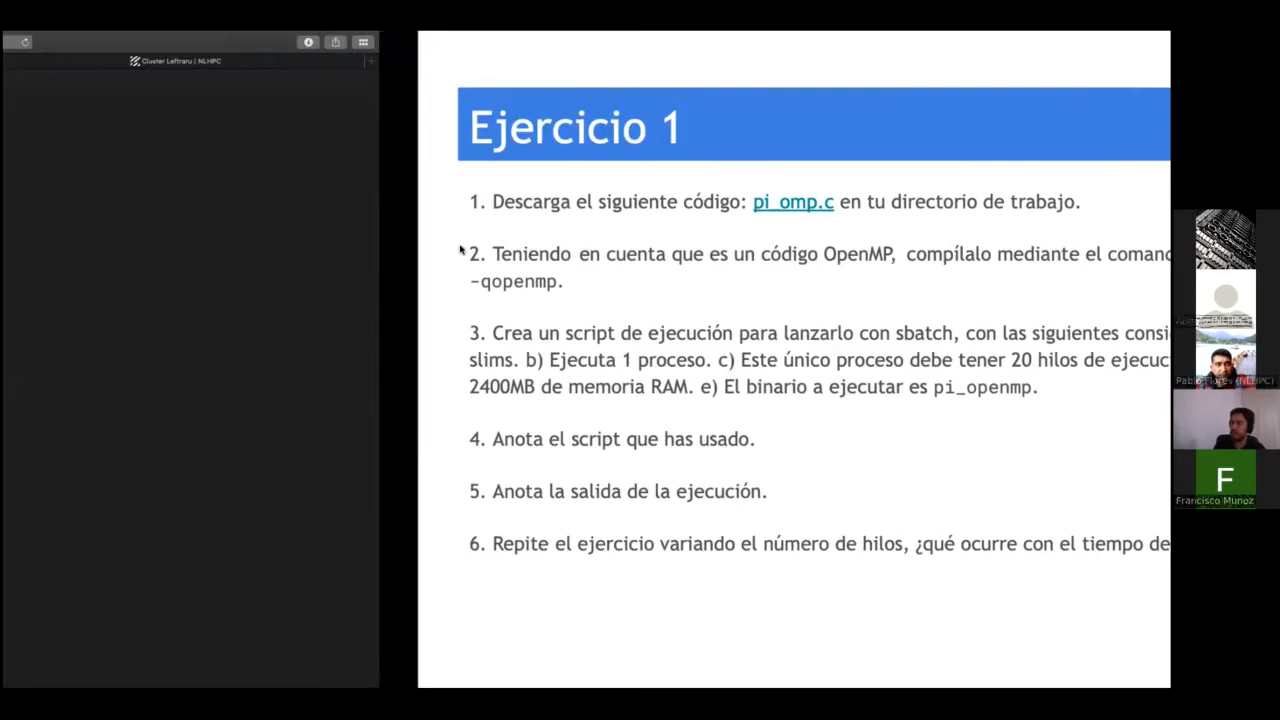 Cluster Leftraru | NLHPC
Ejercicio 1
1. Descarga el siguiente código: pi_omp.c en tu directorio de trabajo.
2. Teniendo en cuenta que es un código OpenMP, compílalo mediante el comand
-qopenmp.
3. Crea un script de ejecución para lanzarlo con sbatch, con las siguientes consi
slims. b) Ejecuta 1 proceso. c) Este único proceso debe tener 20 hilos de ejecuc
2400MB de memoria RAM. e) El binario a ejecutar es pi_openmp.
4. Anota el script que has usado.
5. Anota la salida de la ejecución.
6. Repite el ejercicio variando el número de hilos, ¿qué ocurre con el tiempo de
Pablo Flores (NLHPC)
F
Francisco Munoz